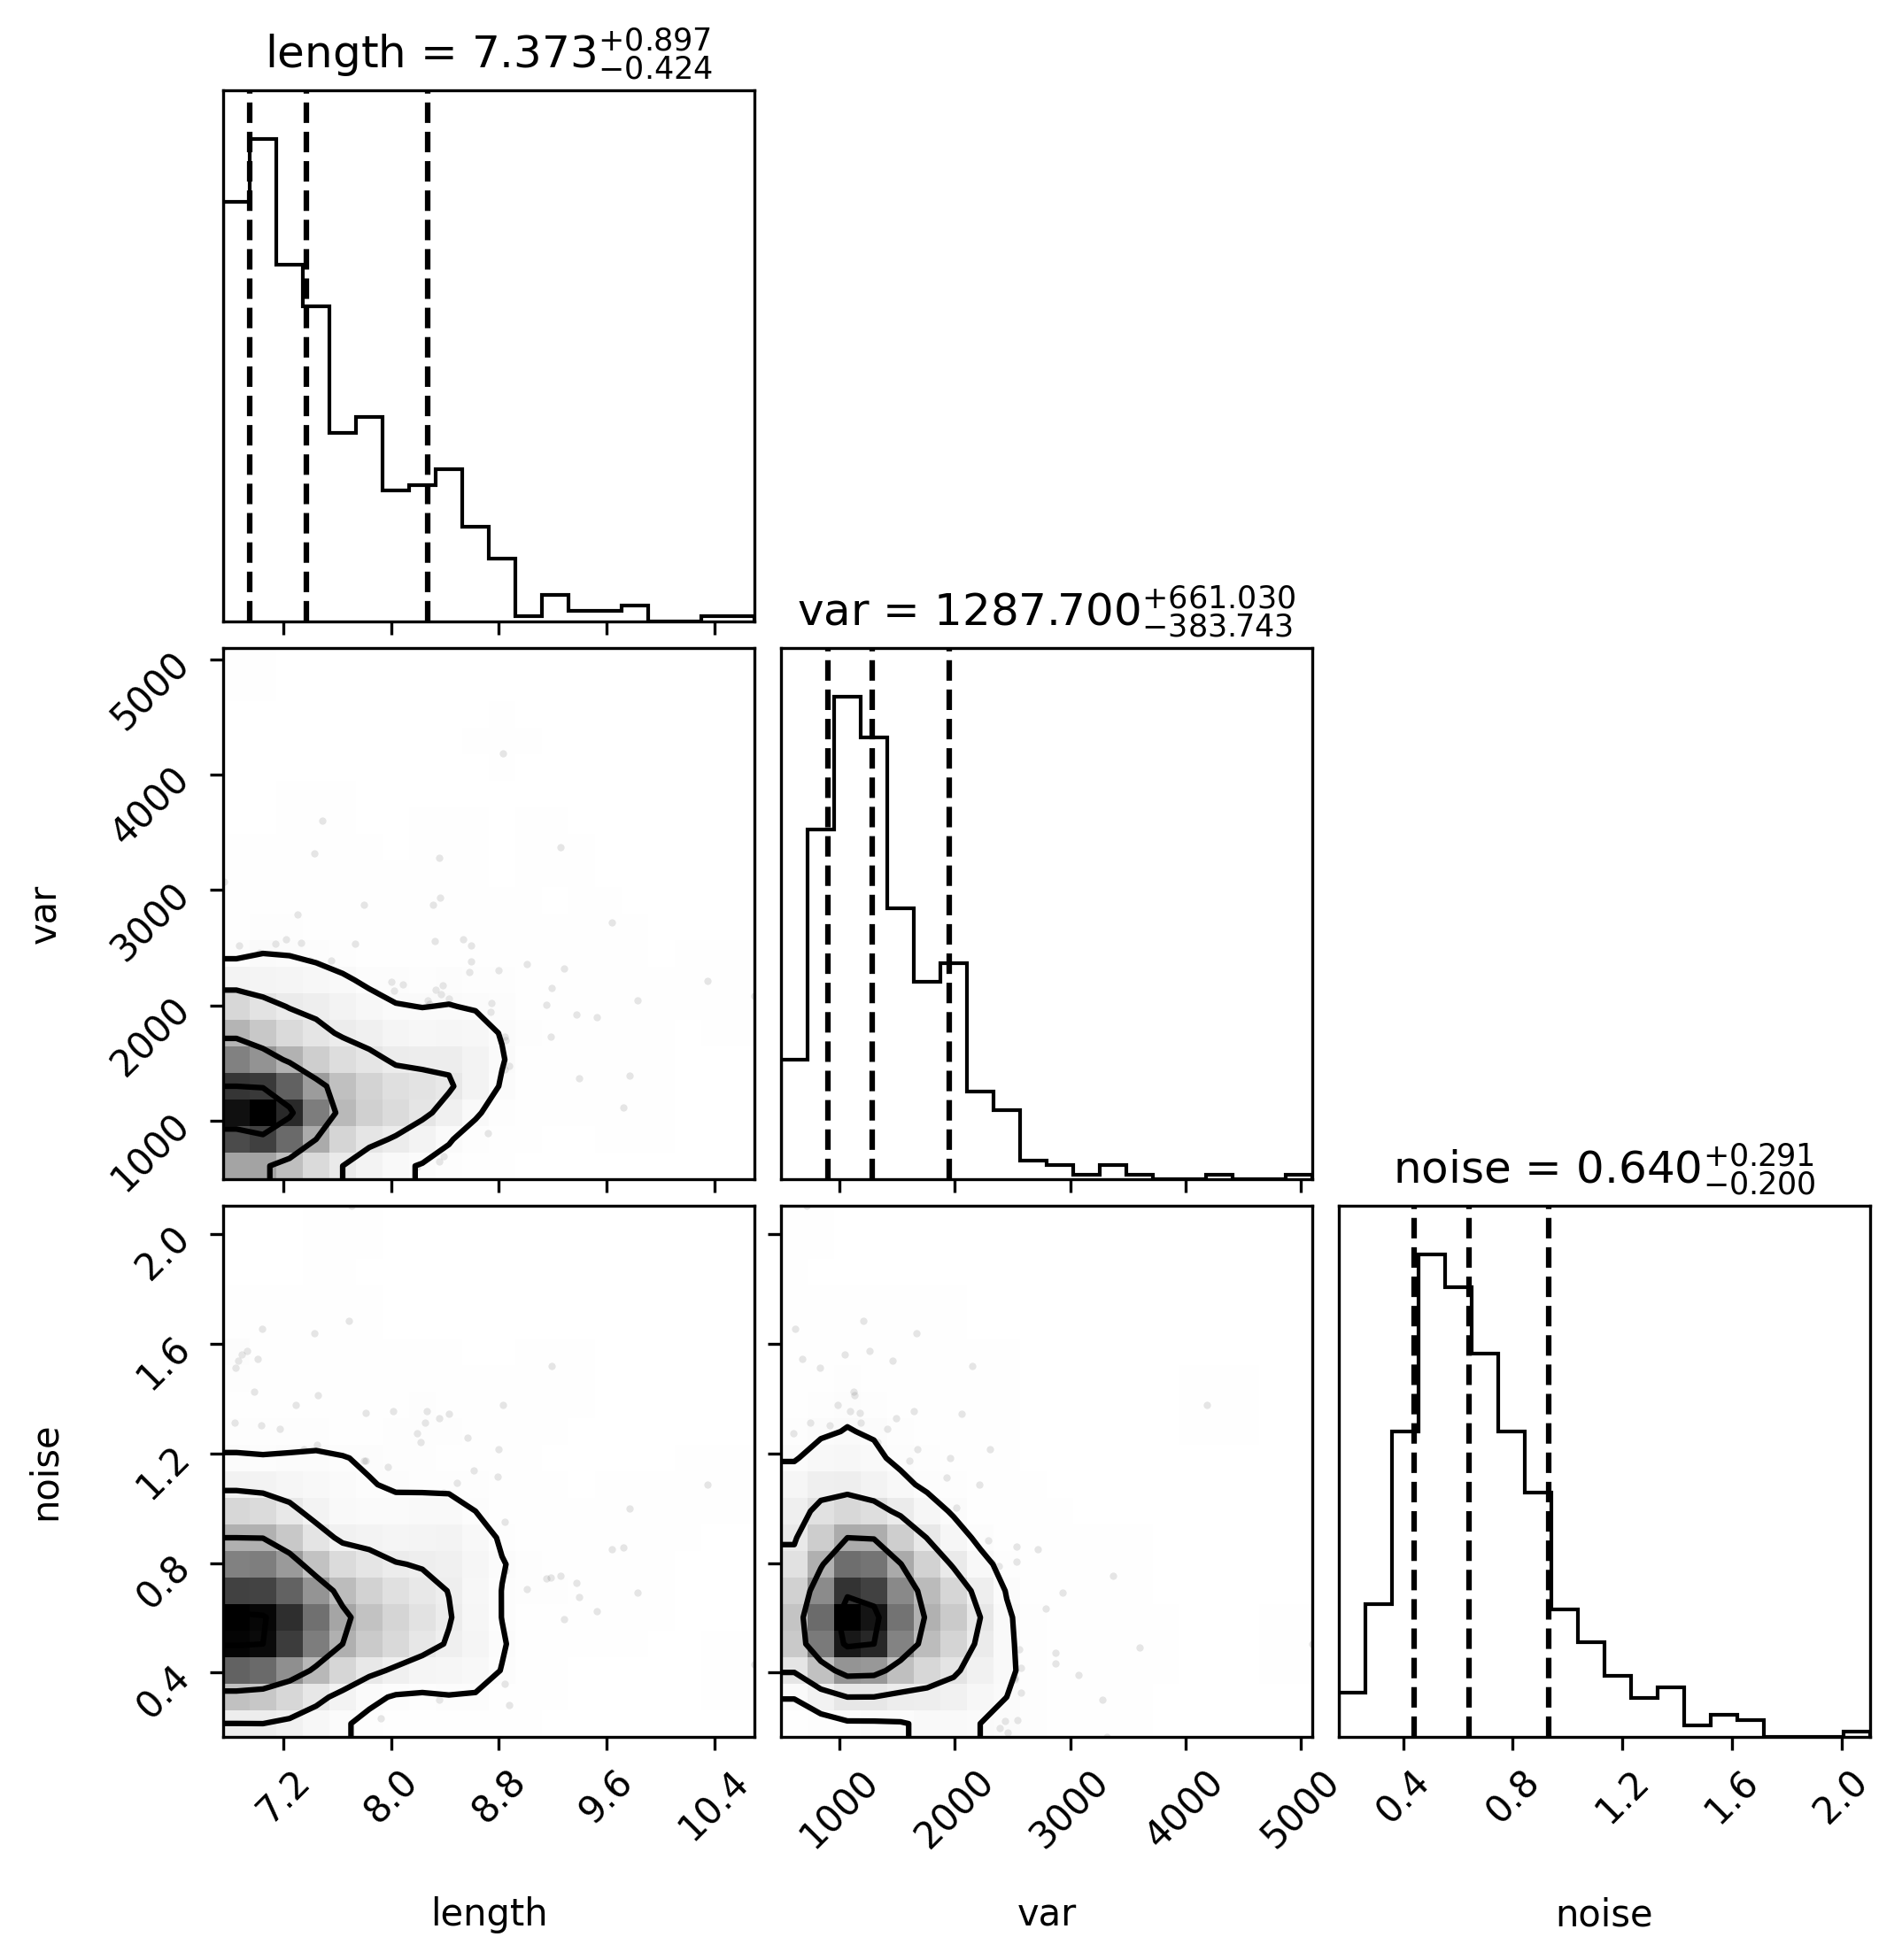 length = 7.373+0.897−0.424
var = 1287.700+661.030−383.743
5000
4000
3000
2000
1000
var
noise = 0.640+0.291−0.200
2.0
1.6
1.2
0.8
0.4
noise
7.2 8.0 8.8 9.6 10.4
1000 2000 3000 4000 5000
0.4 0.8 1.2 1.6 2.0
length var noise